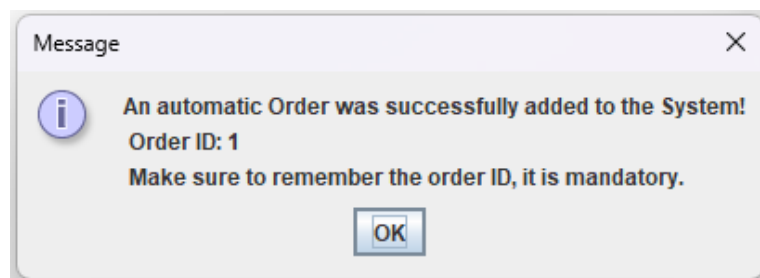 Message
An automatic Order was successfully added to the System!
Order ID: 1
Make sure to remember the order ID, it is mandatory.
OK